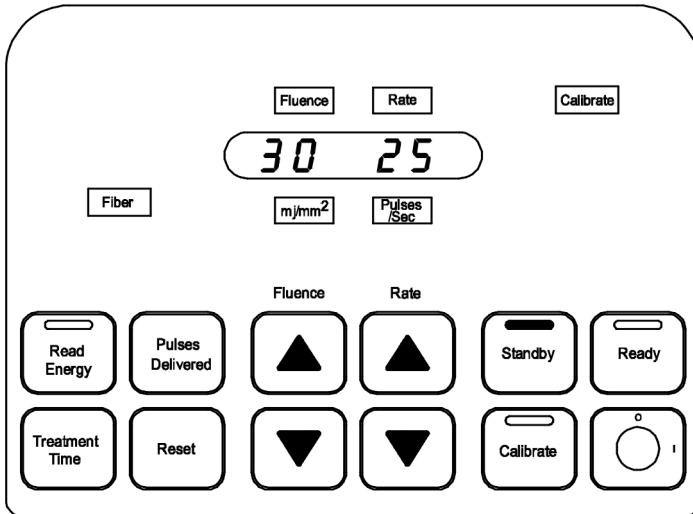 Fluence Rate Calibrate
30 25
Fiber
mj/mm² Pulses
/Sec
Fluence Rate
Read
Energy
Pulses
Delivered
Standby
Ready
Treatment
Time
Reset
Calibrate
O
I